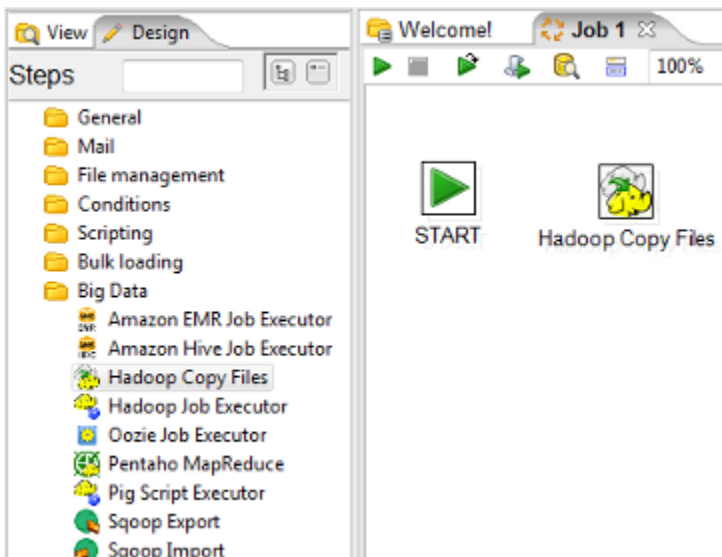 View Design
Steps
General
Mail
File management
Conditions
Scripting
Bulk loading
Big Data
Amazon EMR Job Executor
Amazon Hive Job Executor
Hadoop Copy Files
Hadoop Job Executor
Oozie Job Executor
Pentaho MapReduce
Pig Script Executor
Sqoop Export
Sqoop Import
Welcome! Job 1
100%
START
Hadoop Copy Files